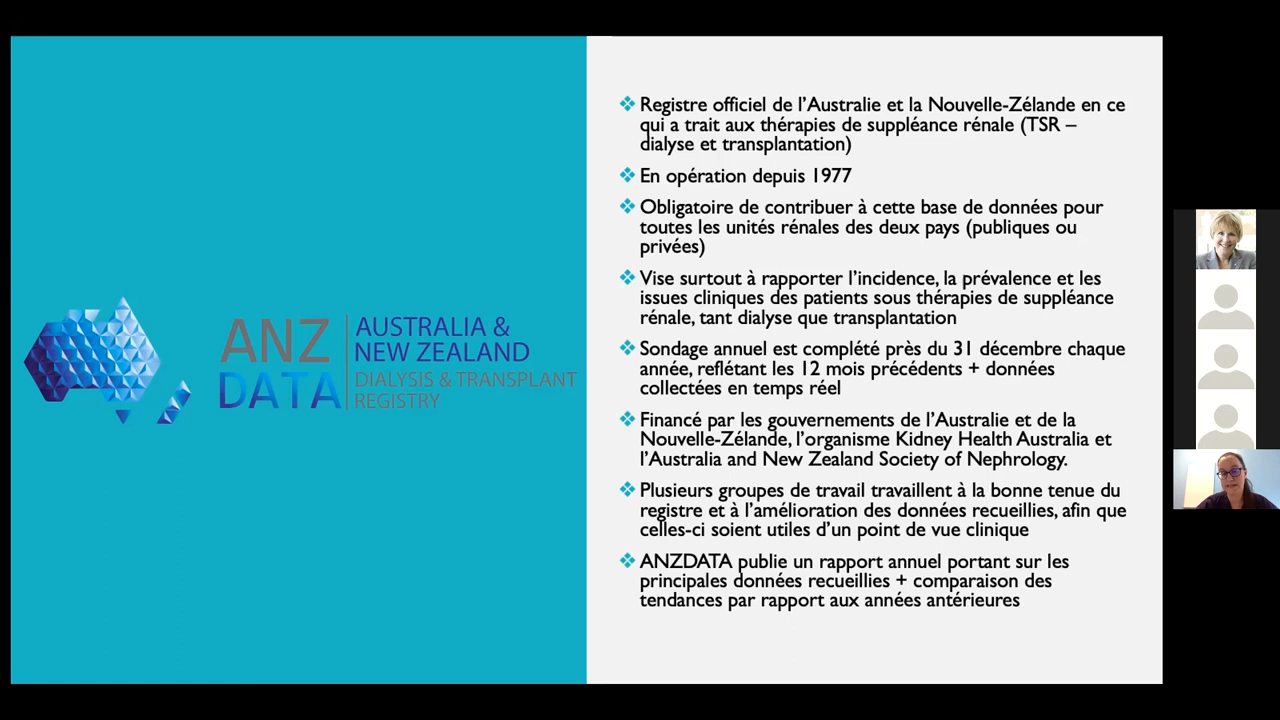 ANZ
DATA
AUSTRALIA &
NEW ZEALAND
DIALYSIS & TRANSPLANT
REGISTRY
Registre officiel de l'Australie et la Nouvelle-Zélande en ce
qui a trait aux thérapies de suppléance rénale (TSR –
dialyse et transplantation)
En opération depuis 1977
Obligatoire de contribuer à cette base de données pour
toutes les unités rénales des deux pays (publiques ou
privées)
Vise surtout à rapporter l'incidence, la prévalence et les
issues cliniques des patients sous thérapies de suppléance
rénale, tant dialyse que transplantation
Sondage annuel est complété près du 31 décembre chaque
année, reflétant les 12 mois précédents + données
collectées en temps réel
Financé par les gouvernements de l'Australie et de la
Nouvelle-Zélande, l'organisme Kidney Health Australia et
l'Australia and New Zealand Society of Nephrology.
Plusieurs groupes de travail travaillent à la bonne tenue du
registre et à l'amélioration des données recueillies, afin que
celles-ci soient utiles d'un point de vue clinique
ANZDATA publie un rapport annuel portant sur les
principales données recueillies + comparaison des
tendances par rapport aux années antérieures